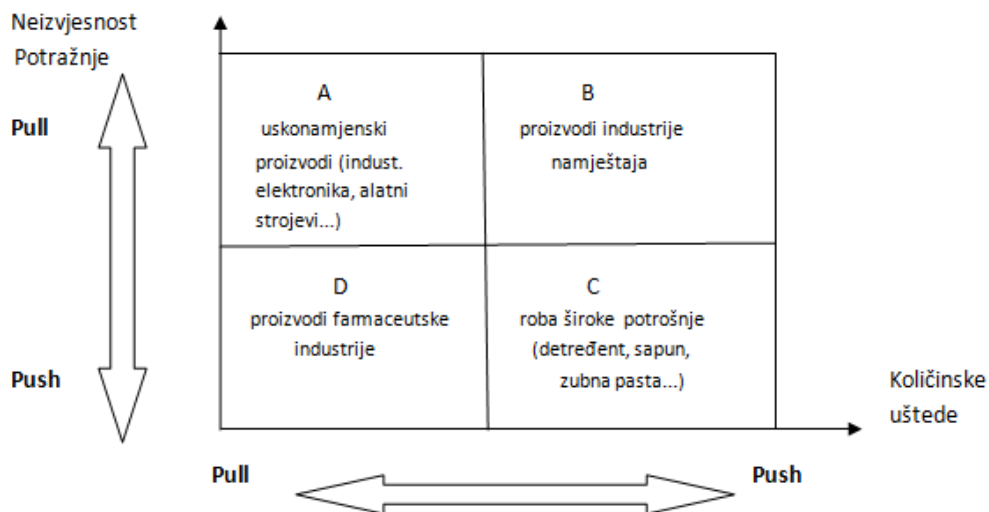 Neizvjesnost
Potražnje
Pull
Push
A
uskonamjenski
proizvodi (indust.
elektronika, alatni
strojevi...)
B
proizvodi industrije
namještaja
D
proizvodi farmaceutske
industrije
C
roba široke potrošnje
(detređent, sapun,
zubna pasta...)
Količinske
uštede
Pull
Push